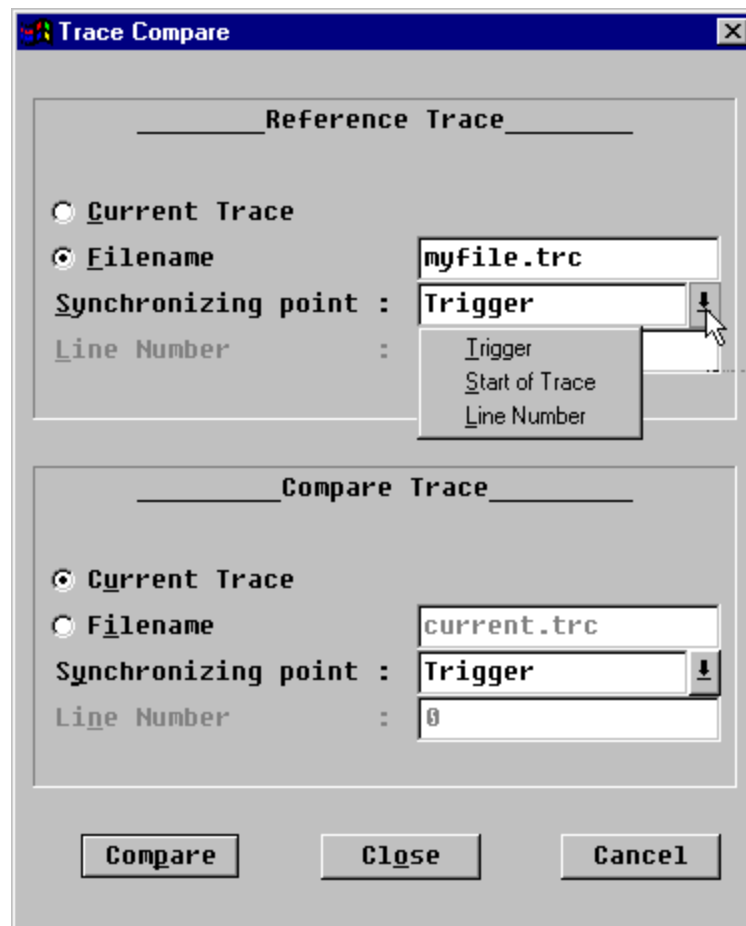 Trace Compare
Reference Trace
Current Trace
Filename myfile.trc
Synchronizing point : Trigger
Line Number :
Trigger
Start of Trace
Line Number
Compare Trace
Current Trace
Filename current.trc
Synchronizing point : Trigger
Line Number : 0
Compare Close Cancel